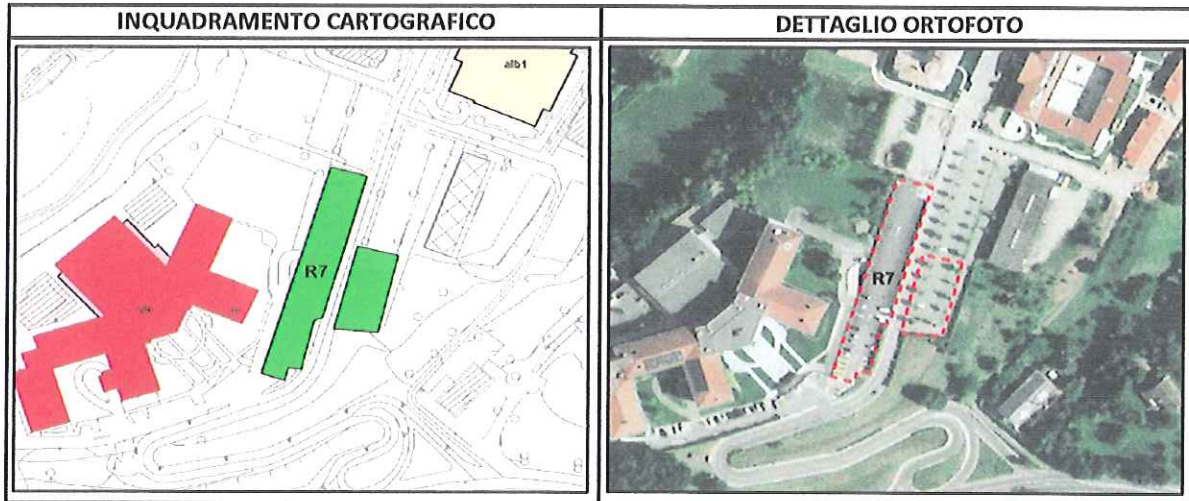 INQUADRAMENTO CARTOGRAFICO
DETTAGLIO ORTOFOTO
alb1
R7
R7